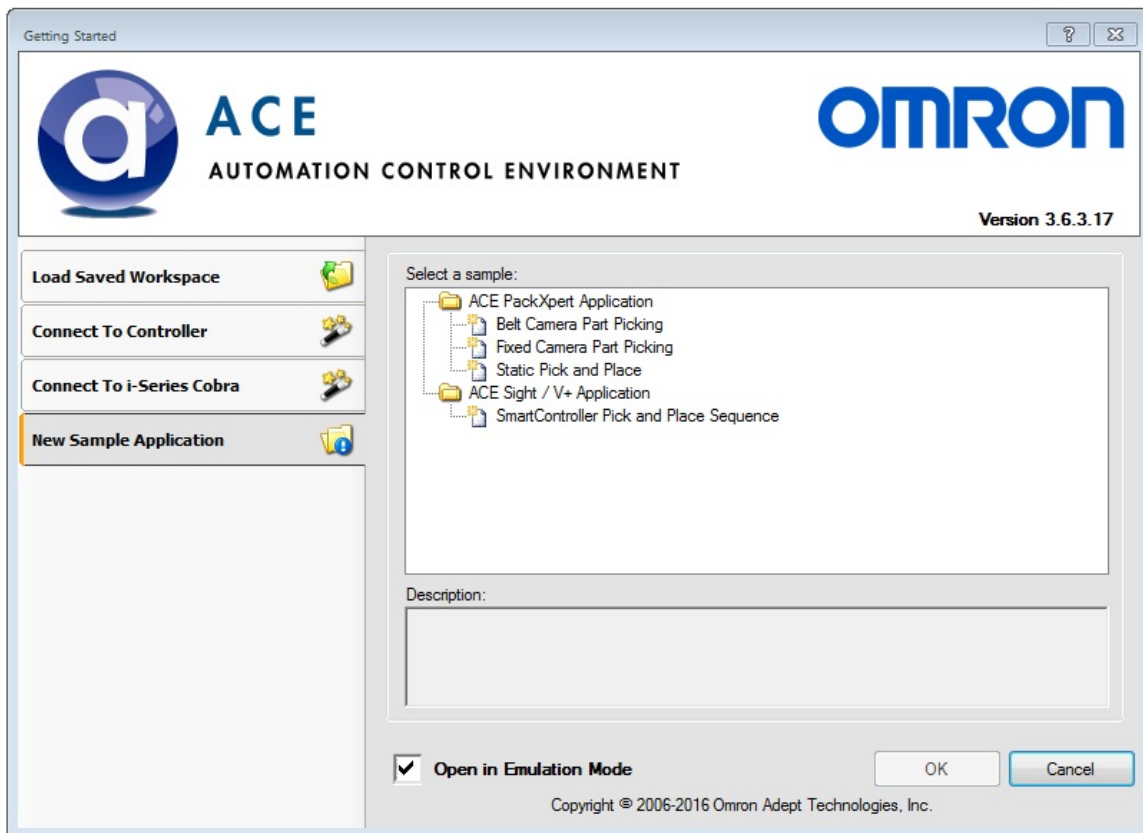 Getting Started
a
ACE
AUTOMATION CONTROL ENVIRONMENT
OMRON
Version 3.6.3.17
Load Saved Workspace
Connect To Controller
Connect To i-Series Cobra
New Sample Application
Select a sample:
ACE PackXpert Application
Belt Camera Part Picking
Fixed Camera Part Picking
Static Pick and Place
ACE Sight / V+ Application
SmartController Pick and Place Sequence
Description:
Open in Emulation Mode
OK
Cancel
Copyright © 2006-2016 Omron Adept Technologies, Inc.